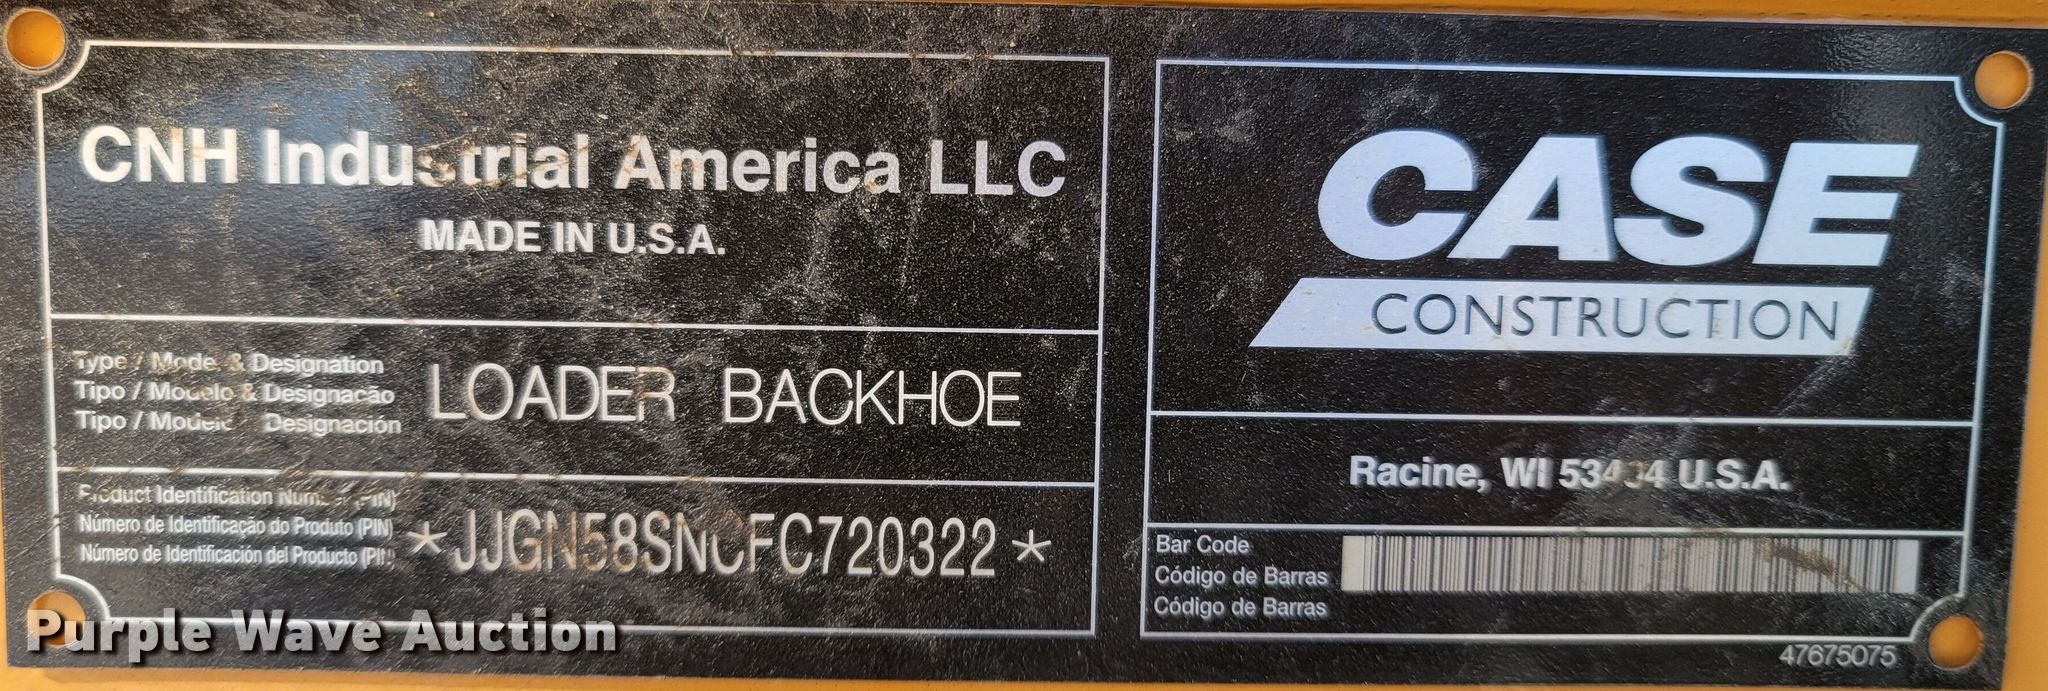 CNH Industrial America LLC
MADE IN U.S.A.
Type / Model & Designation
Tipo / Modelo & Designação
Tipo / Modelo Designación
LOADER BACKHOE
Product Identification Number (PIN)
Número de Identificação do Produto (PIN)
Número de Identificación del Producto (PIN)
*JJGN58SNCFC720322*
CASE
CONSTRUCTION
Racine, WI 53404 U.S.A.
Bar Code
Código de Barras
Código de Barras
47675075
Purple Wave Auction